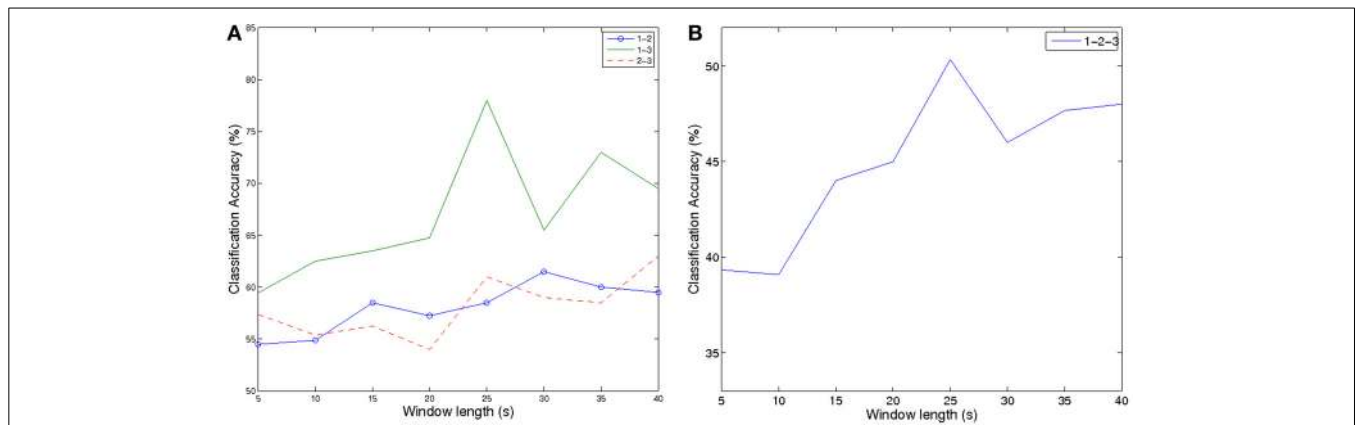 A
85
80
75
70
65
60
55
50
Classification Accuracy (%)
1-2
1-3
2-3
5 10 15 20 25 30 35 40
Window length (s)
B
50
45
40
35
Classification Accuracy (%)
1-2-3
5 10 15 20 25 30 35 40
Window length (s)